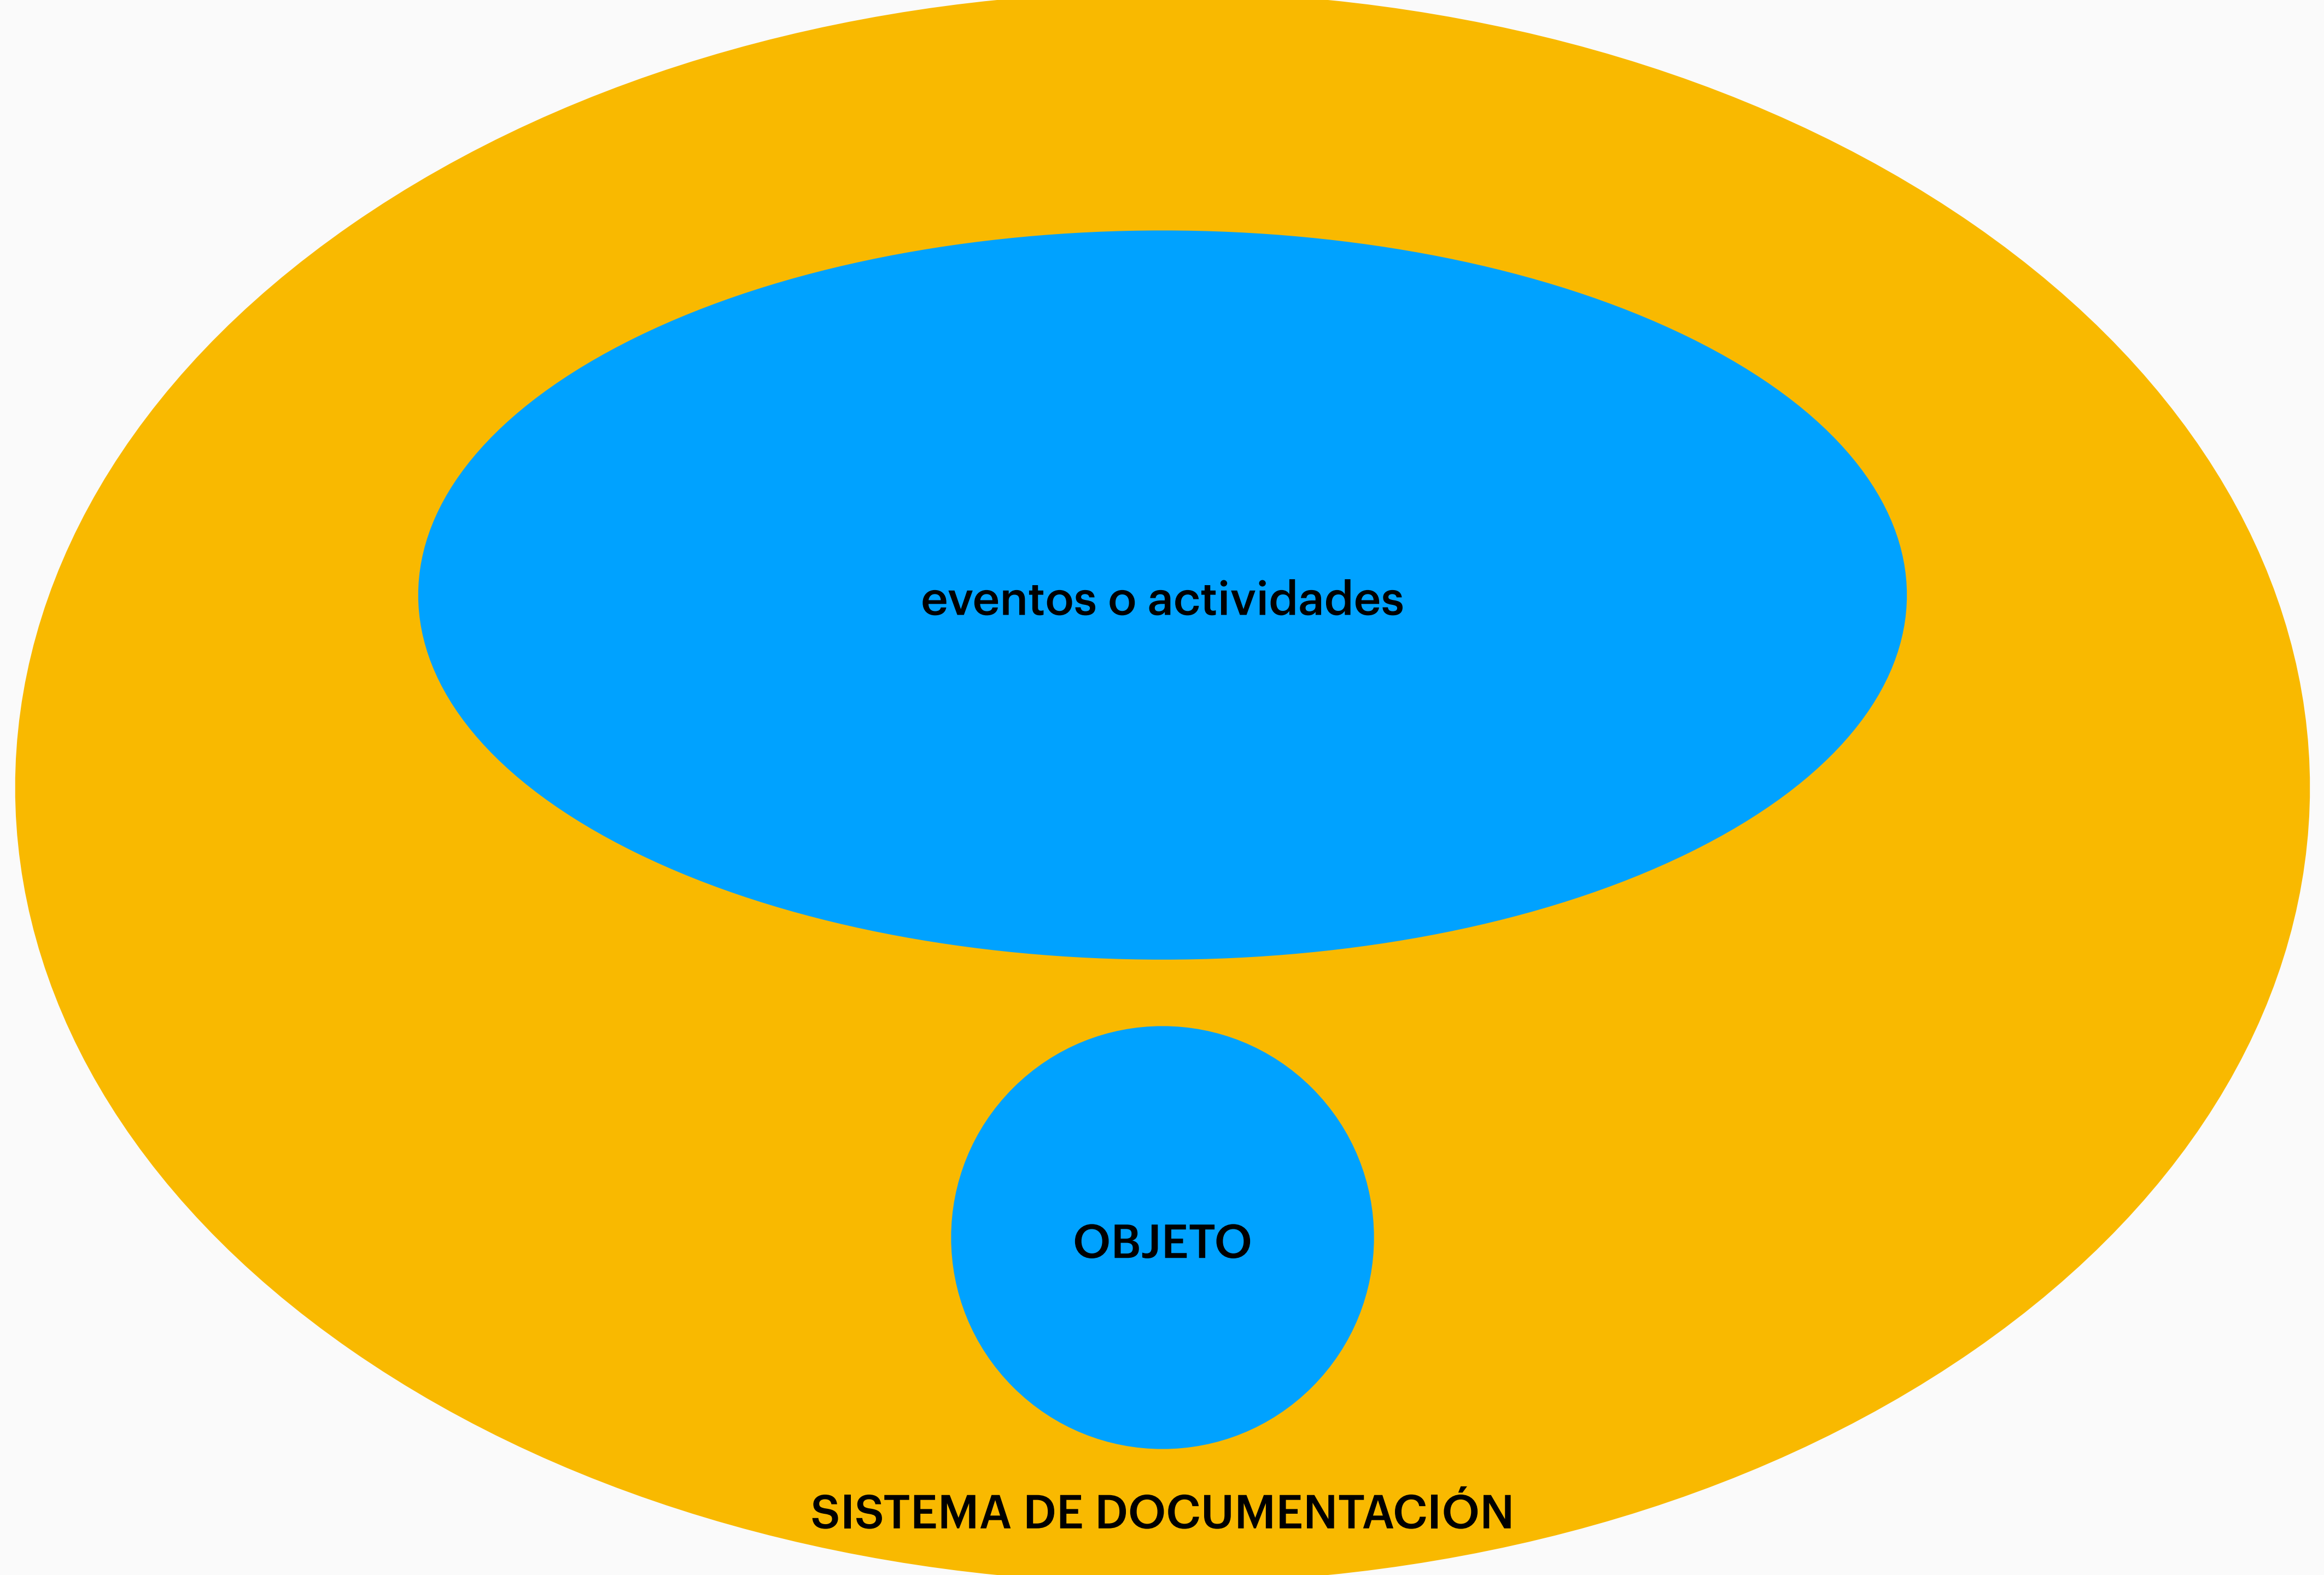 eventos o actividades
OBJETO
SISTEMA DE DOCUMENTACIÓN